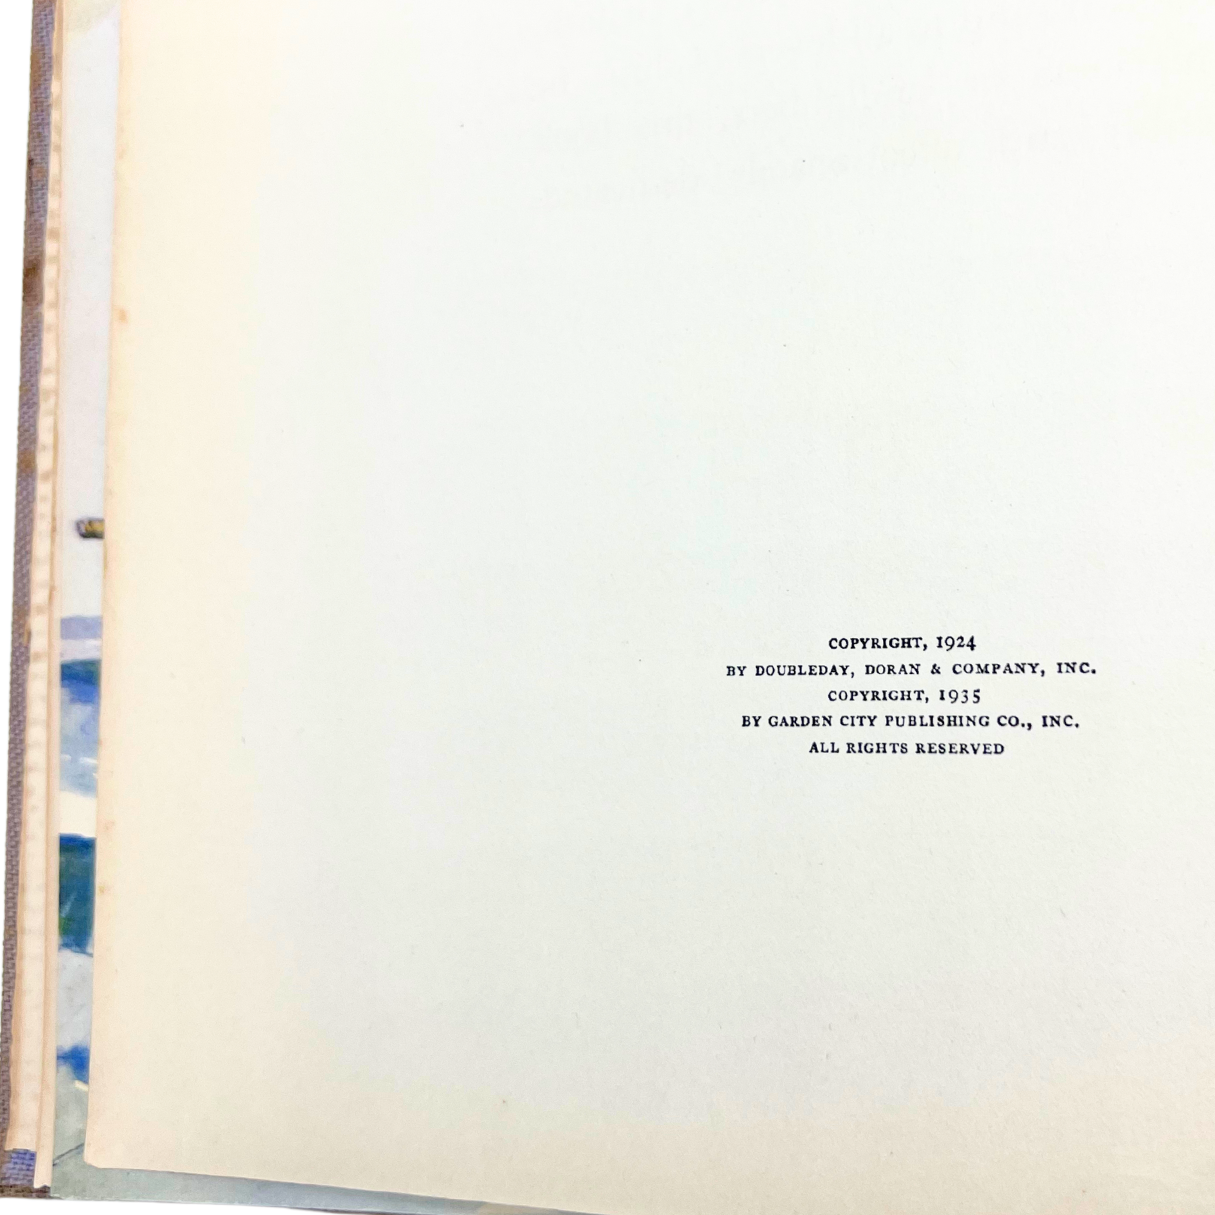 COPYRIGHT, 1924
BY DOUBLEDAY, DORAN & COMPANY, INC.
COPYRIGHT, 1935
BY GARDEN CITY PUBLISHING CO., INC.
ALL RIGHTS RESERVED